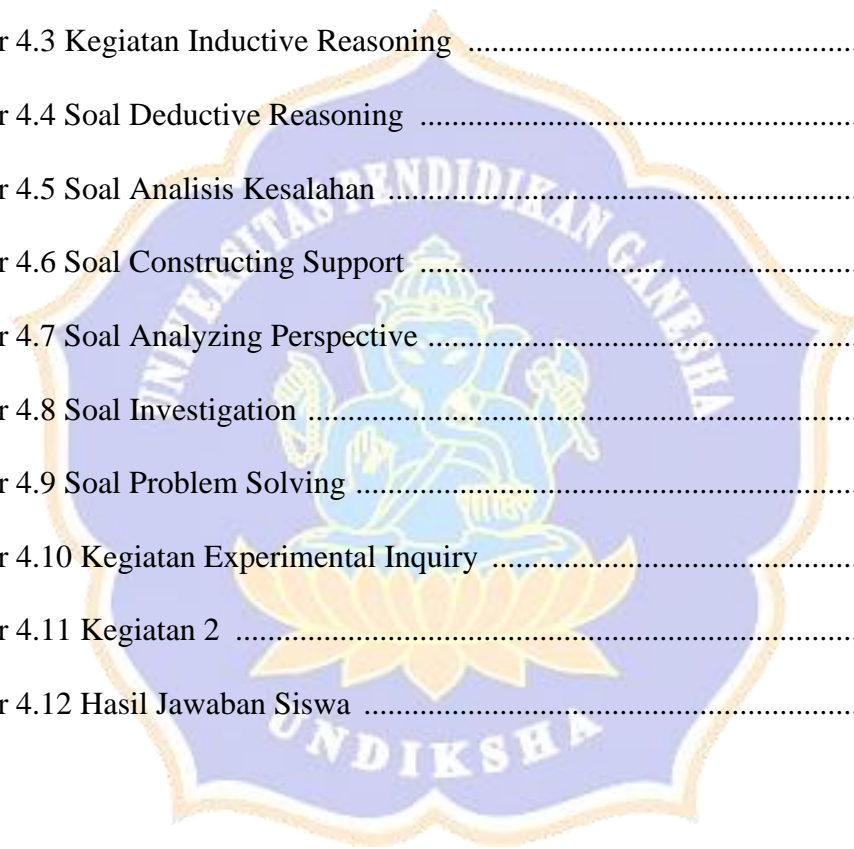 r 4.3 Kegiatan Inductive Reasoning ......................................................
r 4.4 Soal Deductive Reasoning .............................................................
r 4.5 Soal Analisis Kesalahan ..................................................................
r 4.6 Soal Constructing Support .............................................................
r 4.7 Soal Analyzing Perspective ............................................................
r 4.8 Soal Investigation ...............................................................................
r 4.9 Soal Problem Solving .......................................................................
r 4.10 Kegiatan Experimental Inquiry ...................................................
r 4.11 Kegiatan 2 ..........................................................................................
r 4.12 Hasil Jawaban Siswa ......................................................................
UNIVERSITAS PENDIDIKAN GANESHA
UNDIKSHA